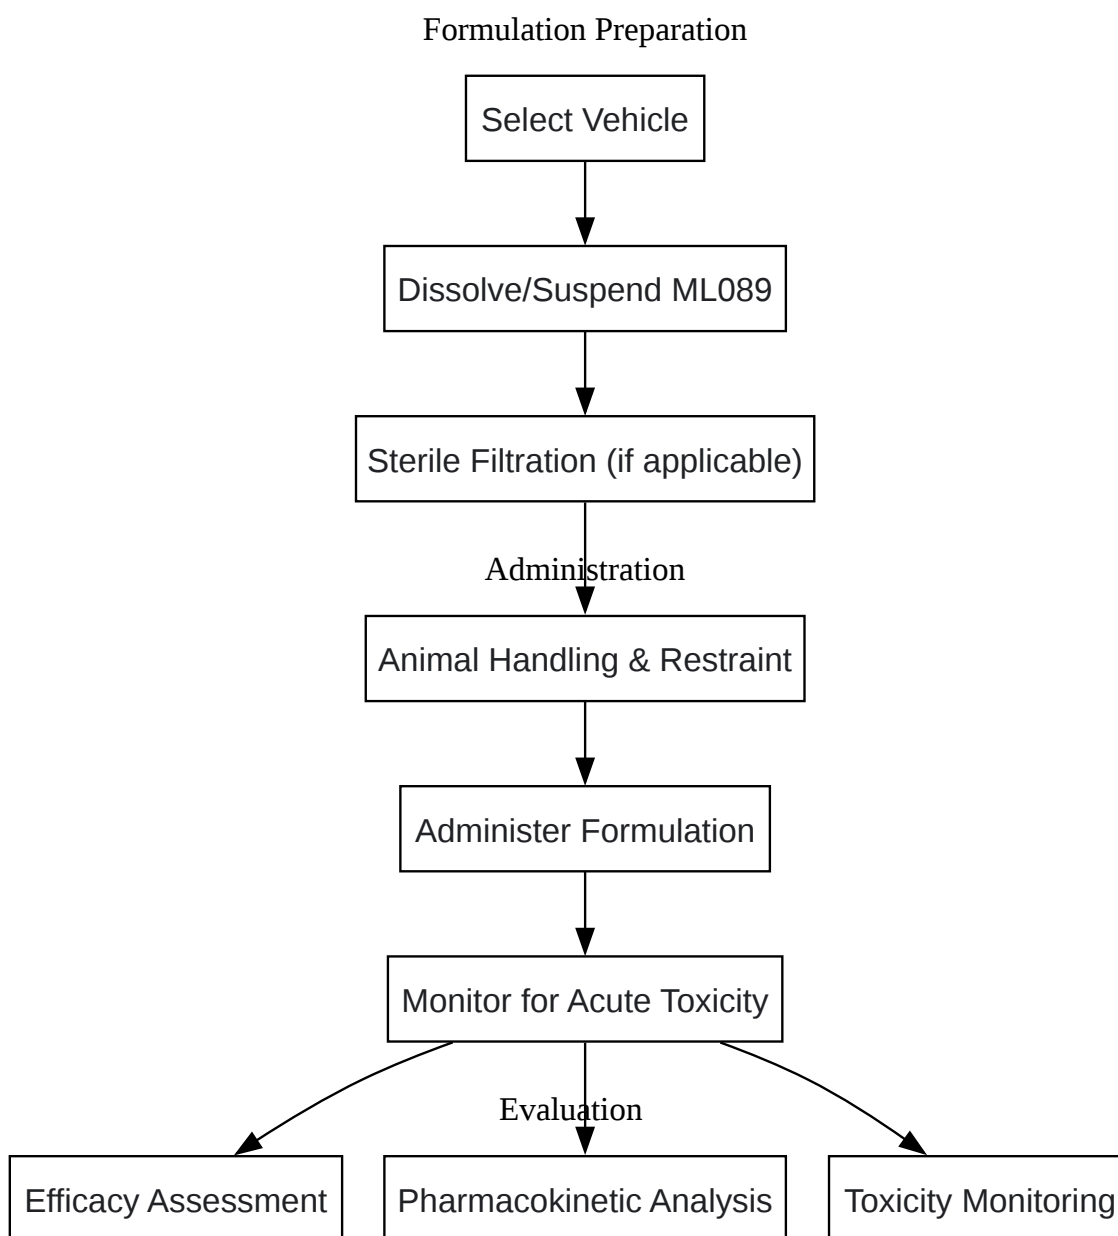 Formulation Preparation
Select Vehicle
Dissolve/Suspend ML089
Sterile Filtration (if applicable)
Administration
Animal Handling & Restraint
Administer Formulation
Monitor for Acute Toxicity
Evaluation
Efficacy Assessment
Pharmacokinetic Analysis
Toxicity Monitoring